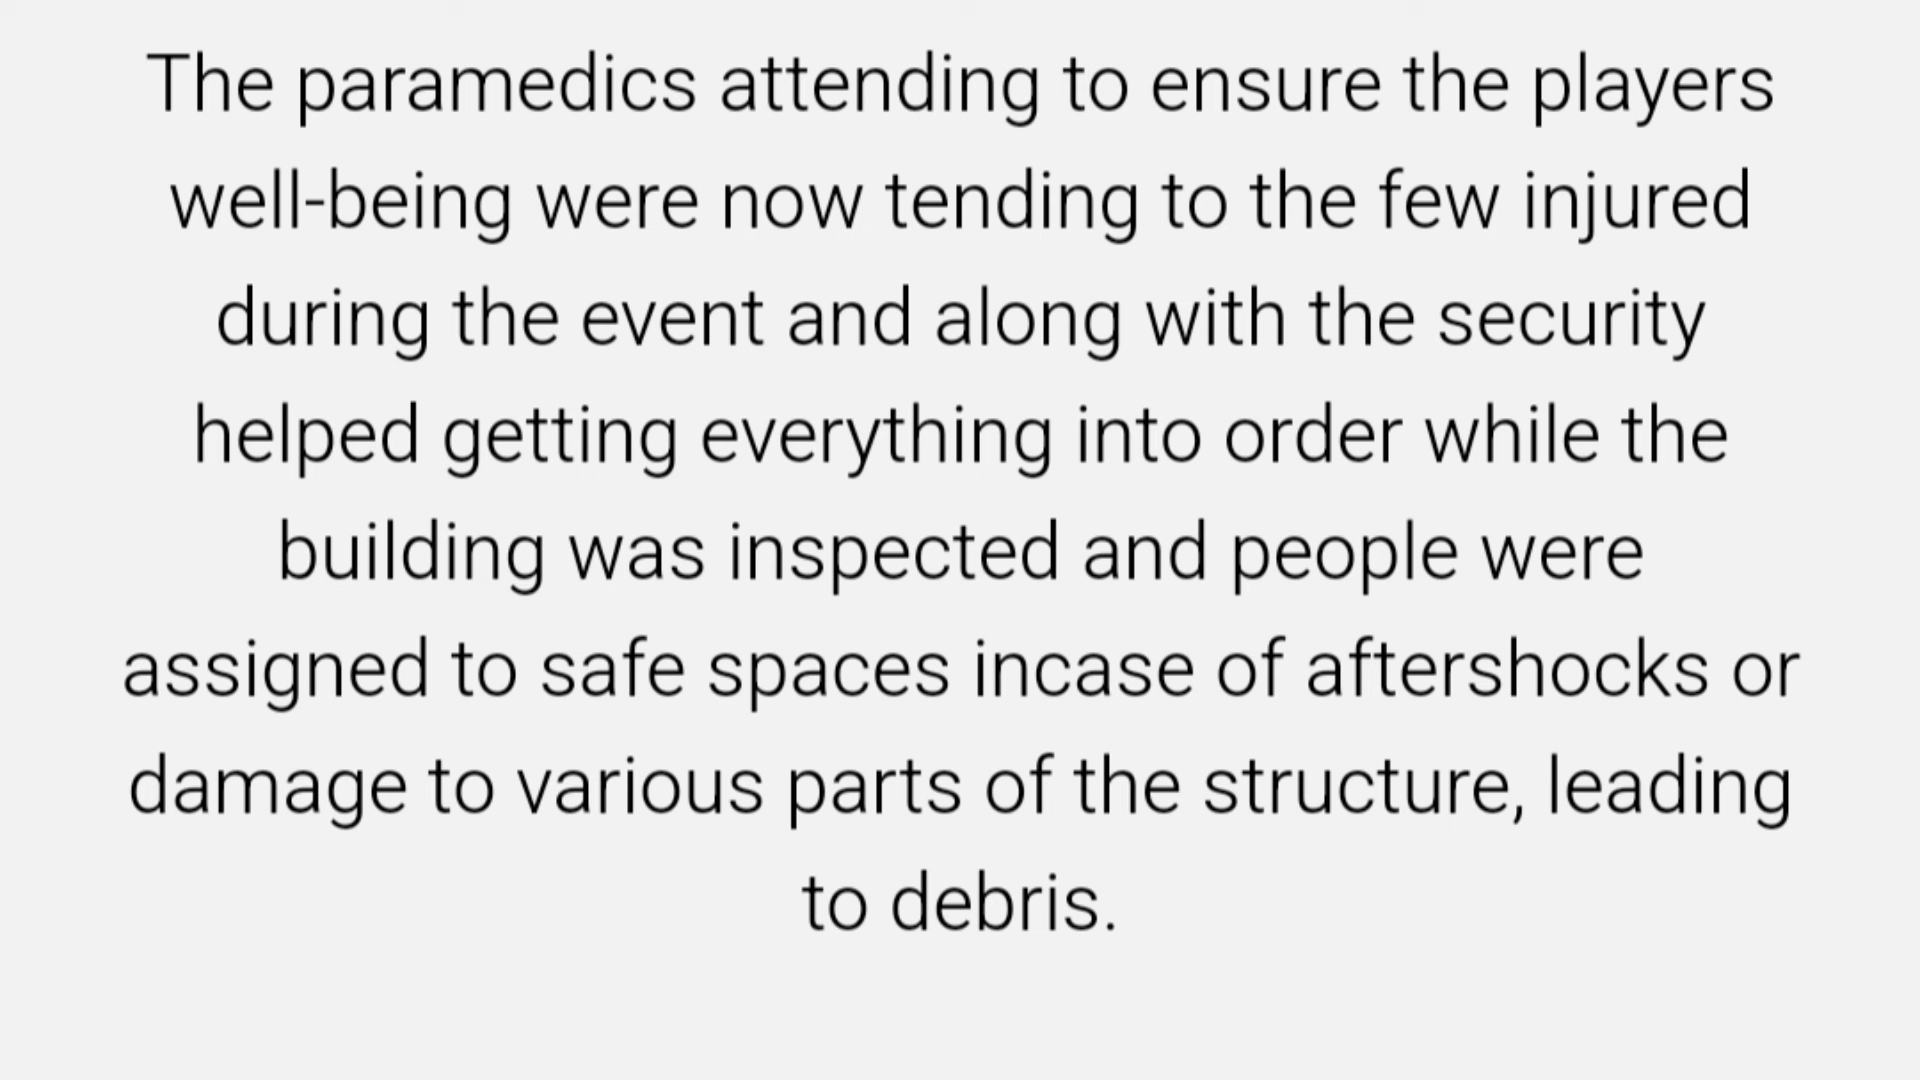 The paramedics attending to ensure the players
well-being were now tending to the few injured
during the event and along with the security
helped getting everything into order while the
building was inspected and people were
assigned to safe spaces incase of aftershocks or
damage to various parts of the structure, leading
to debris.